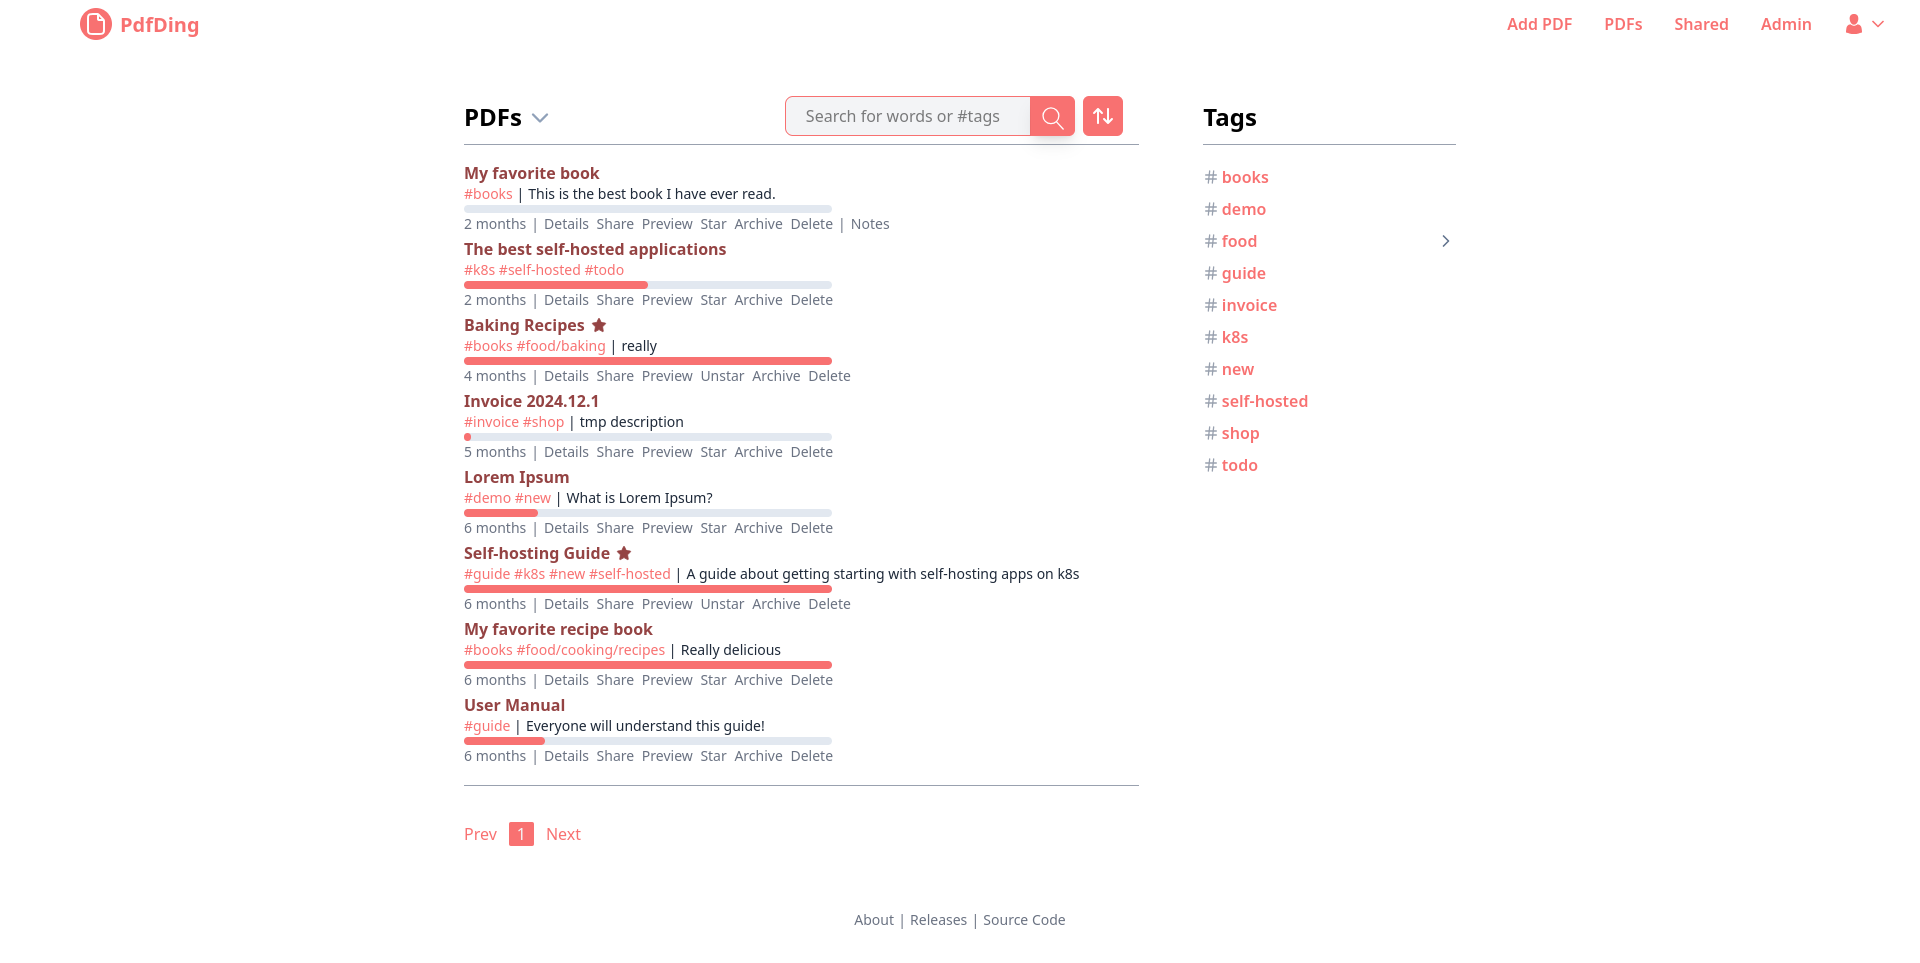 PdfDing
Add PDF PDFs Shared Admin
PDFs
Search for words or #tags
My favorite book
#books | This is the best book I have ever read.
2 months | Details Share Preview Star Archive Delete | Notes
The best self-hosted applications
#k8s #self-hosted #todo
2 months | Details Share Preview Star Archive Delete
Baking Recipes
#books #food/baking | really
4 months | Details Share Preview Unstar Archive Delete
Invoice 2024.12.1
#invoice #shop | tmp description
5 months | Details Share Preview Star Archive Delete
Lorem Ipsum
#demo #new | What is Lorem Ipsum?
6 months | Details Share Preview Star Archive Delete
Self-hosting Guide
#guide #k8s #new #self-hosted | A guide about getting starting with self-hosting apps on k8s
6 months | Details Share Preview Unstar Archive Delete
My favorite recipe book
#books #food/cooking/recipes | Really delicious
6 months | Details Share Preview Star Archive Delete
User Manual
#guide | Everyone will understand this guide!
6 months | Details Share Preview Star Archive Delete
Prev 1 Next
Tags
# books
# demo
# food
# guide
# invoice
# k8s
# new
# self-hosted
# shop
# todo
About | Releases | Source Code